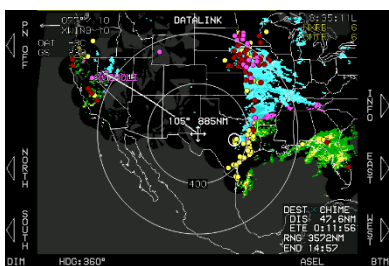 DATALINK
PN
OFF
105° 885NM
INFO
NORTH
EAST
400
SOUTH
WEST
DEST CHIME
DIS 47.6NM
ETE 0:11:56
RNG 3572NM
END 14:57
DIM
HDG:360°
ASEL
BTM